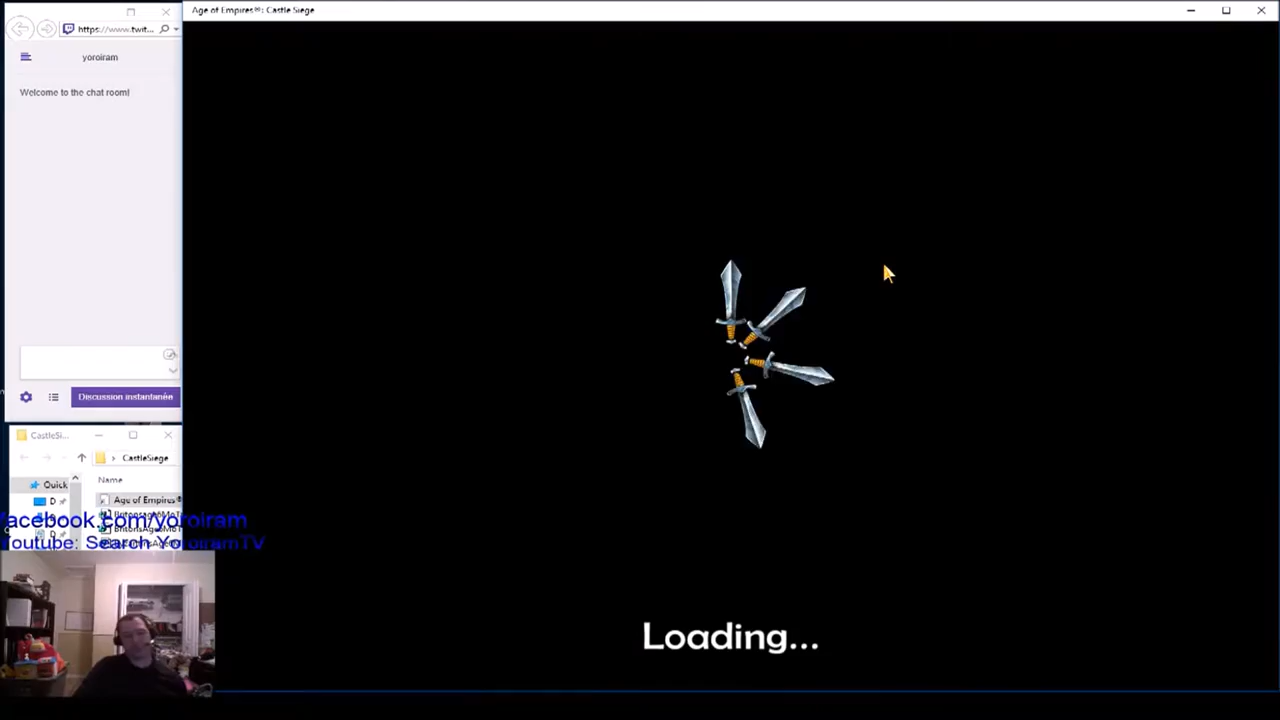 Age of Empires®: Castle Siege
https://www.twit...
yoroiram
Welcome to the chat room!
Discussion instantanée
CastleSi...
CastleSiege
Quick
Name
D
Age of Empires®
facebook.com/yoroiram
Youtube: Search YoroiramTV
Loading...